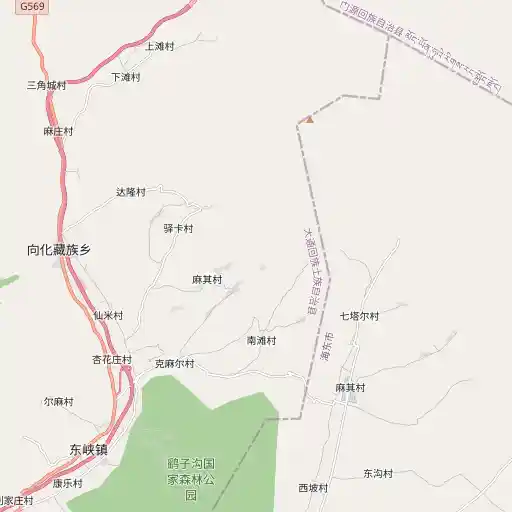 G569
门源回族自治县
上滩村
下滩村
三角城村
麻庄村
达隆村
驿卡村
大通回族土族自治县
向化藏族乡
麻其村
仙米村
七塔尔村
海东市
南滩村
杏花庄村
克麻尔村
麻其村
尔麻村
东峡镇
鹞子沟国
家森林公
园
康乐村
东沟村
西坡村
刘家庄村